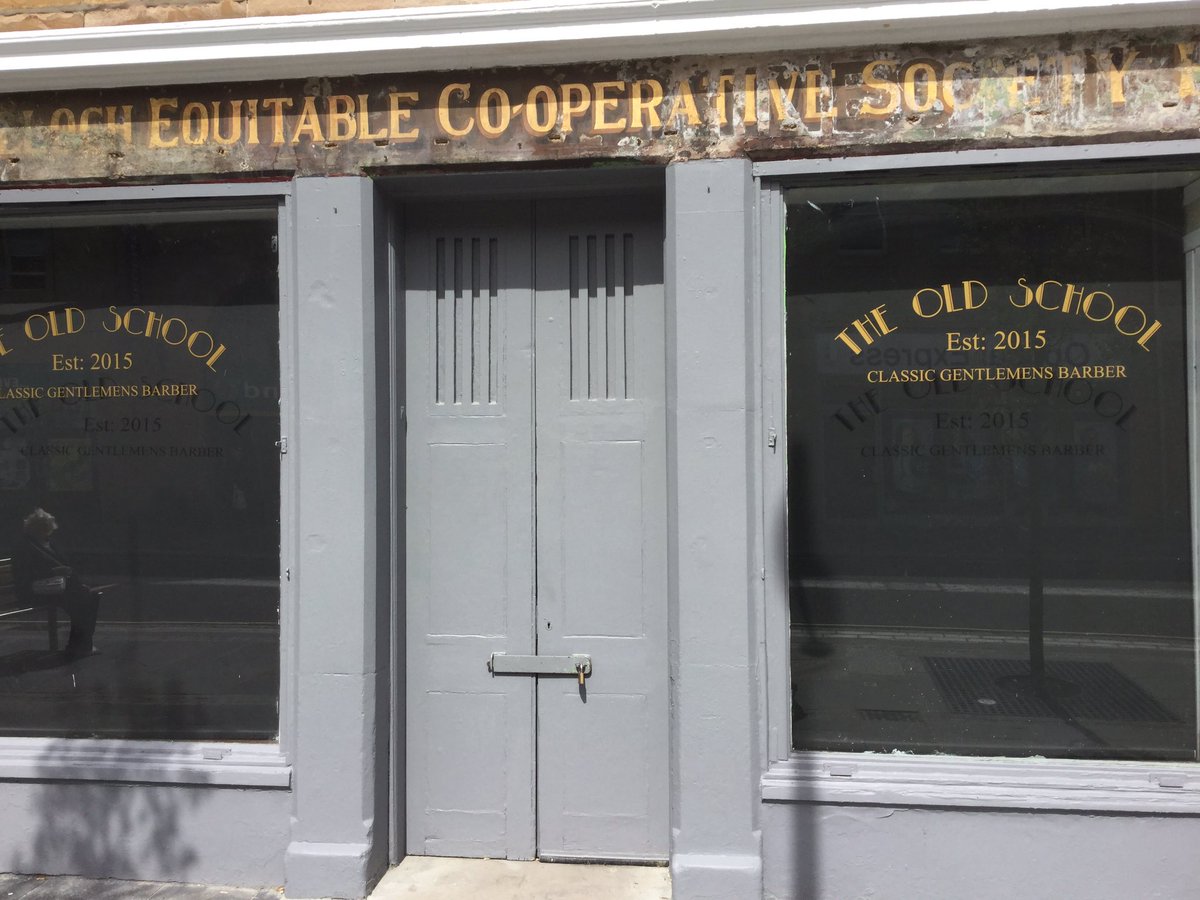 LOCH EQUITABLE CO-OPERATIVE SOCIETY
THE OLD SCHOOL
Est: 2015
CLASSIC GENTLEMENS BARBER
THE OLD SCHOOL
Est: 2015
CLASSIC GENTLEMENS BARBER